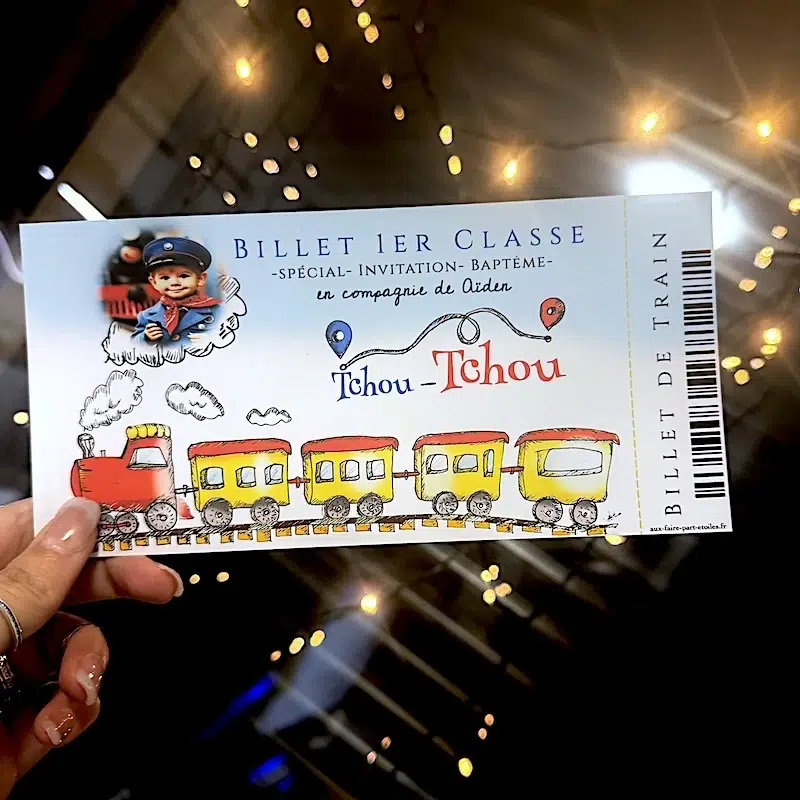 BILLET 1ER CLASSE
-SPÉCIAL- INVITATION- BAPTÊME-
en compagnie de Aïden
Tchou - Tchou
BILLET DE TRAIN
aux-faire-part-etoiles.fr